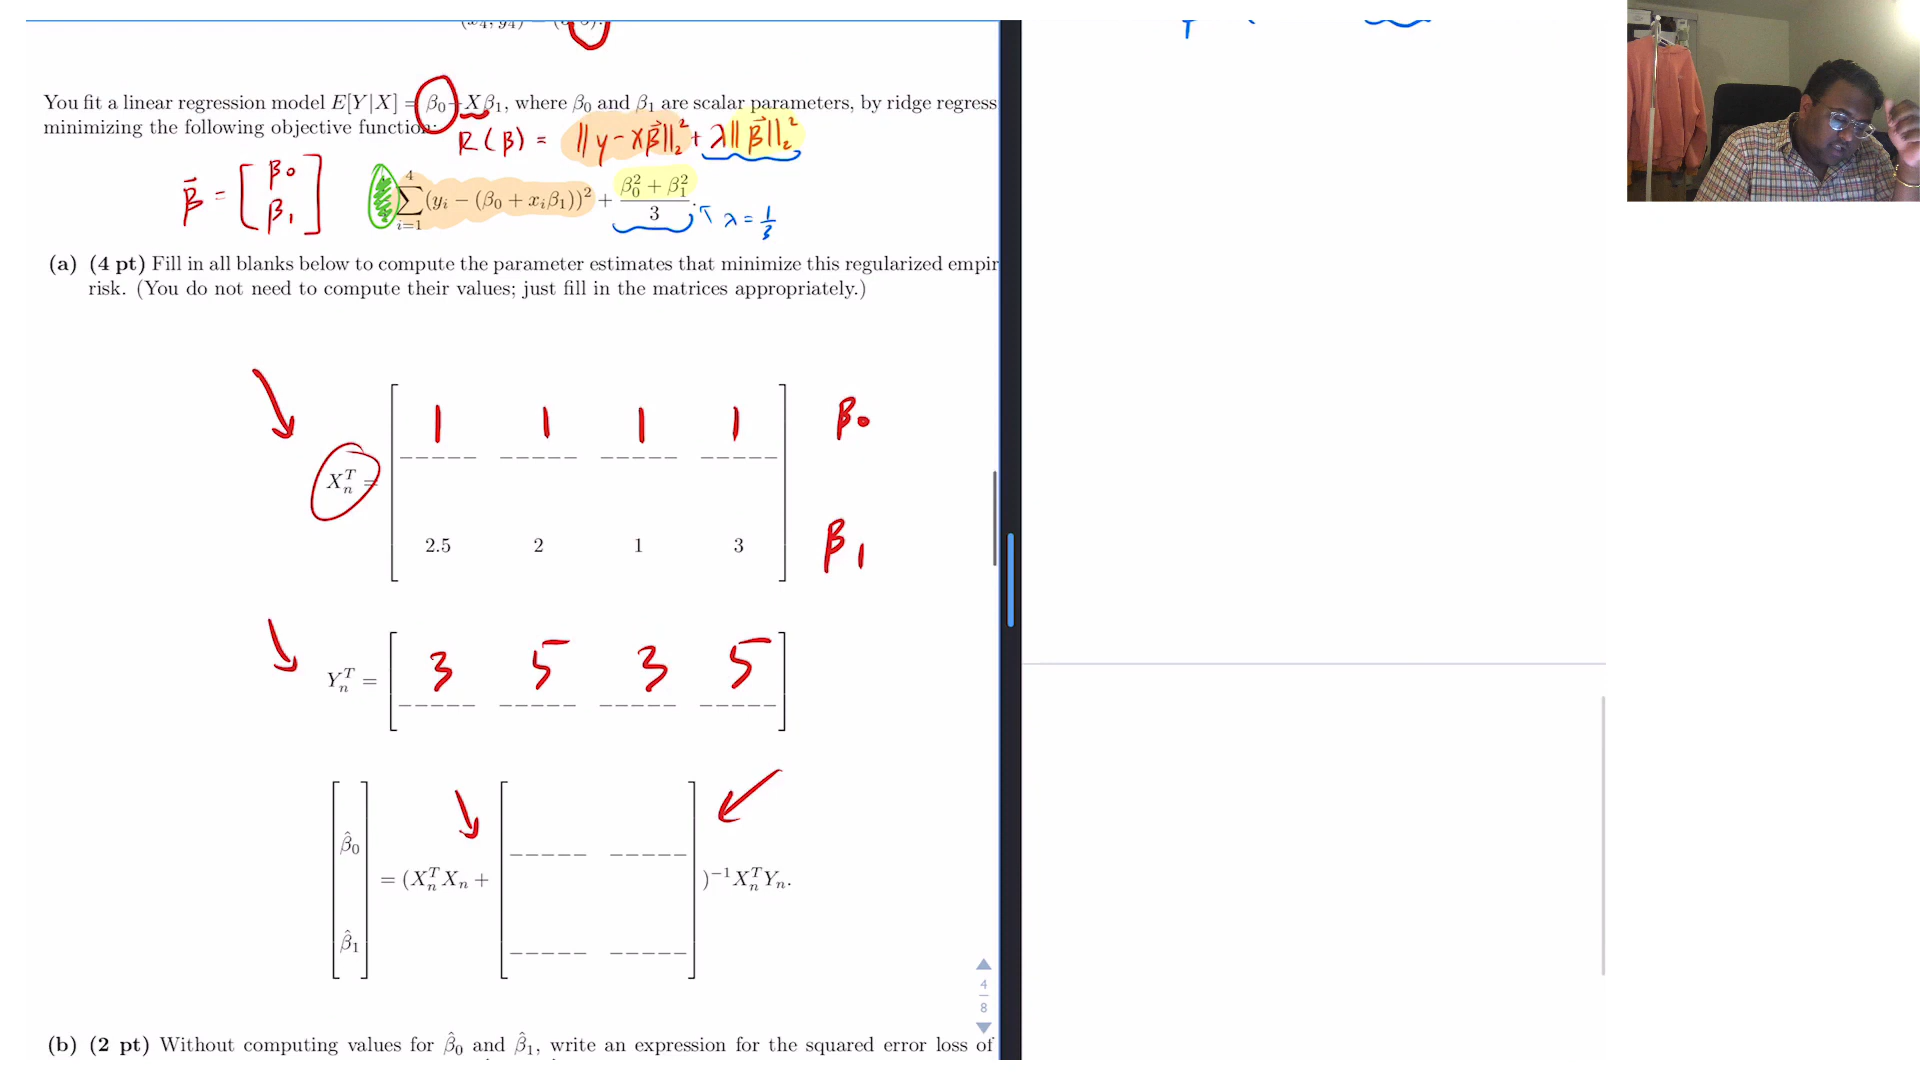 You fit a linear regression model E[Y|X] = β₀ + Xβ₁, where β₀ and β₁ are scalar parameters, by ridge regress
minimizing the following objective function:
R(β) = ||y - Xβ⃗||₂² + λ||β⃗||₂²
β⃗ = [β₀ β₁]
∑ᵢ₌₁⁴ (yᵢ − (β₀ + xᵢβ₁))² + (β₀² + β₁²)/3.
λ = 1/3
(a) (4 pt) Fill in all blanks below to compute the parameter estimates that minimize this regularized empir
risk. (You do not need to compute their values; just fill in the matrices appropriately.)
1 1 1 1 β₀
Xₙᵀ =
2.5 2 1 3 β₁
3 5 3 5
Yₙᵀ =
β̂₀
= (XₙᵀXₙ + )⁻¹XₙᵀYₙ.
β̂₁
4
8
(b) (2 pt) Without computing values for β̂₀ and β̂₁, write an expression for the squared error loss of